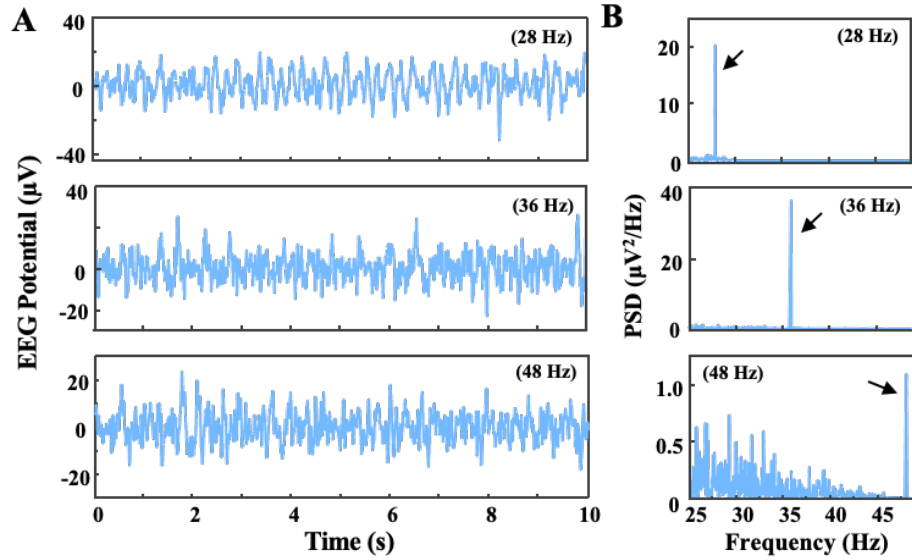 A
(28 Hz)
20
0
-40
40
(36 Hz)
0
-20
(48 Hz)
20
0
-20
0 2 4 6 8 10
Time (s)
EEG Potential (μV)
B
(28 Hz)
20
10
0
40
(36 Hz)
20
0
1.0
(48 Hz)
0.5
0
25 30 35 40 45
Frequency (Hz)
PSD (μV²/Hz)